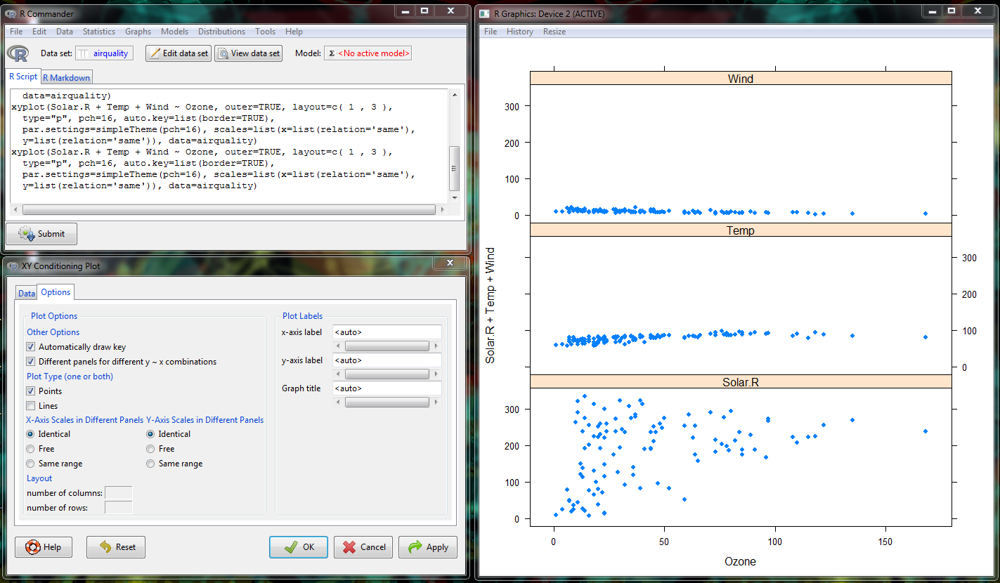 R Commander
File Edit Data Statistics Graphs Models Distributions Tools Help
R Data set: airquality Edit data set View data set Model: Σ <No active model>
R Script R Markdown
data=airquality)
xyplot(Solar.R + Temp + Wind ~ Ozone, outer=TRUE, layout=c( 1 , 3 ),
type="p", pch=16, auto.key=list(border=TRUE),
par.settings=simpleTheme(pch=16), scales=list(x=list(relation='same'),
y=list(relation='same')), data=airquality)
xyplot(Solar.R + Temp + Wind ~ Ozone, outer=TRUE, layout=c( 1 , 3 ),
type="p", pch=16, auto.key=list(border=TRUE),
par.settings=simpleTheme(pch=16), scales=list(x=list(relation='same'),
y=list(relation='same')), data=airquality)
Submit
XY Conditioning Plot
Data Options
Plot Options
Other Options
Automatically draw key
Different panels for different y ~ x combinations
Plot Type (one or both)
Points
Lines
X-Axis Scales in Different Panels Y-Axis Scales in Different Panels
Identical Identical
Free Free
Same range Same range
Layout
number of columns:
number of rows:
Plot Labels
x-axis label <auto>
y-axis label <auto>
Graph title <auto>
Help Reset OK Cancel Apply
R Graphics: Device 2 (ACTIVE)
File History Resize
Wind
300
200
100
0
Temp
300
200
100
0
Solar.R
300
200
100
0
0 50 100 150
Ozone
Solar.R + Temp + Wind